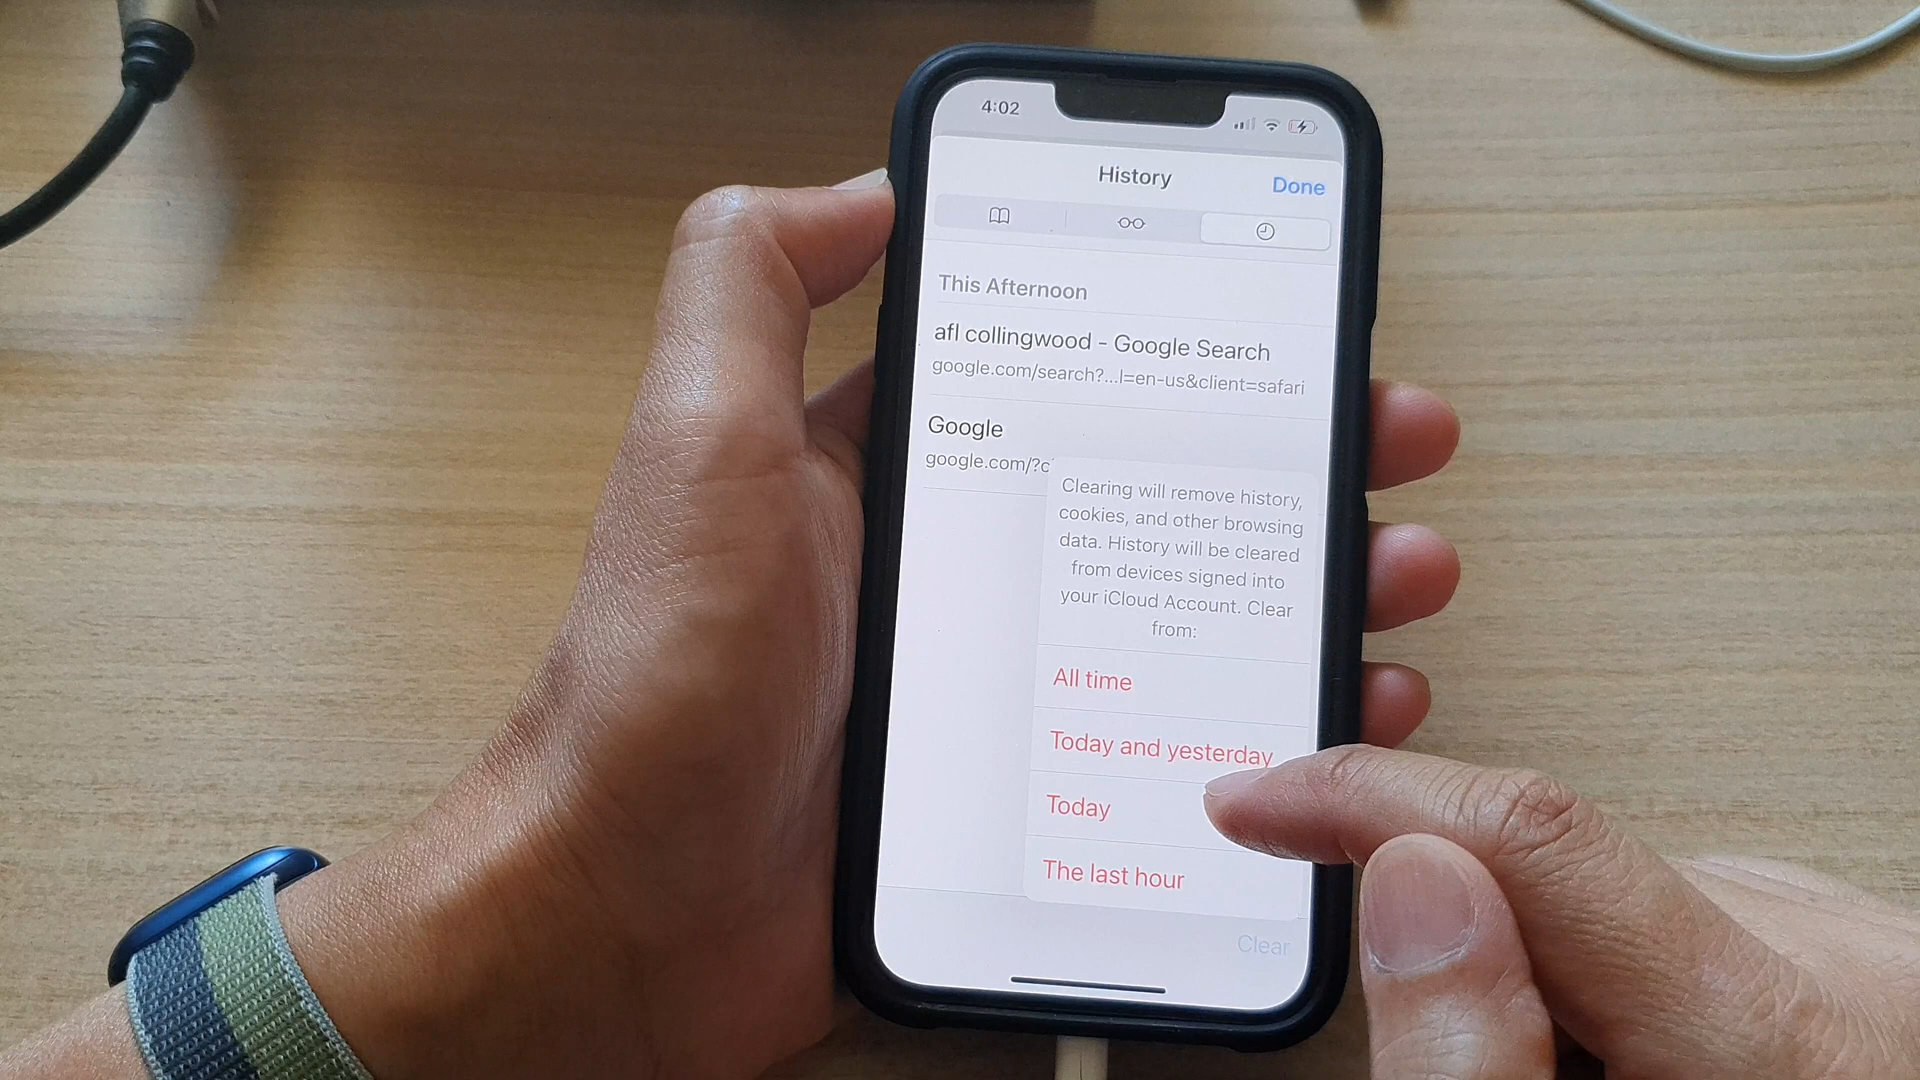 4:02
History
Done
This Afternoon
afl collingwood - Google Search
google.com/search?...l=en-us&client=safari
Google
google.com/?c
Clearing will remove history,
cookies, and other browsing
data. History will be cleared
from devices signed into
your iCloud Account. Clear
from:
All time
Today and yesterday
Today
The last hour
Clear